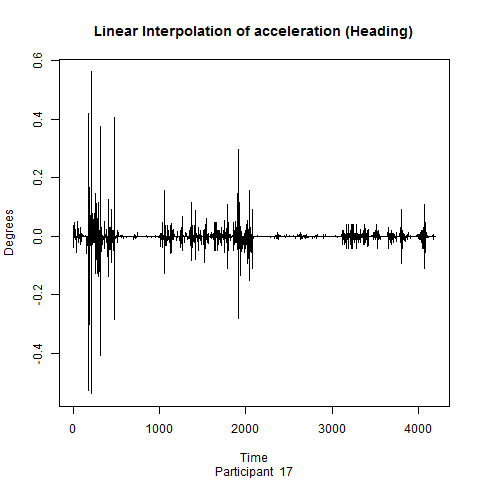 Linear Interpolation of acceleration (Heading)
0.6
0.4
0.2
0.0
-0.2
-0.4
Degrees
0 1000 2000 3000 4000
Time
Participant 17